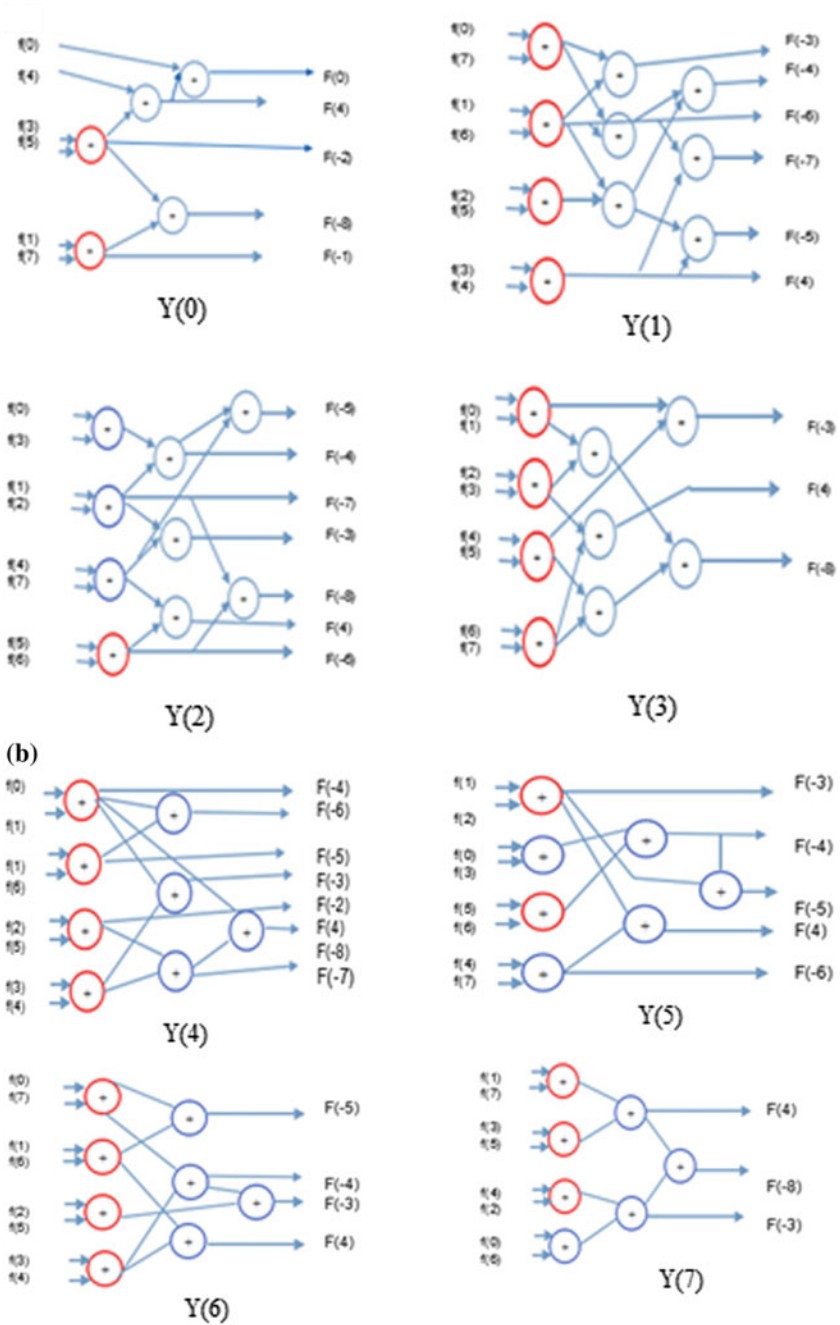 f(0)
f(4)
f(3)
f(5)
f(1)
f(7)
F(0)
F(4)
F(-2)
F(-8)
F(-1)
Y(0)
f(0)
f(7)
f(1)
f(6)
f(2)
f(5)
f(3)
f(4)
F(-3)
F(-4)
F(-6)
F(-7)
F(-5)
F(4)
Y(1)
f(0)
f(3)
f(1)
f(2)
f(4)
f(7)
f(5)
f(6)
F(-5)
F(-4)
F(-7)
F(-3)
F(-8)
F(4)
F(-6)
Y(2)
f(0)
f(1)
f(2)
f(3)
f(4)
f(5)
f(6)
f(7)
F(-3)
F(4)
F(-8)
Y(3)
(b)
f(0)
f(1)
f(1)
f(6)
f(2)
f(5)
f(3)
f(4)
F(-4)
F(-6)
F(-5)
F(-3)
F(-2)
F(4)
F(-8)
F(-7)
Y(4)
f(1)
f(2)
f(0)
f(3)
f(5)
f(6)
f(4)
f(7)
F(-3)
F(-4)
F(-5)
F(4)
F(-6)
Y(5)
f(0)
f(7)
f(1)
f(6)
f(2)
f(5)
f(3)
f(4)
F(-5)
F(-4)
F(-3)
F(4)
Y(6)
f(1)
f(7)
f(3)
f(5)
f(4)
f(2)
f(0)
f(6)
F(4)
F(-8)
F(-3)
Y(7)